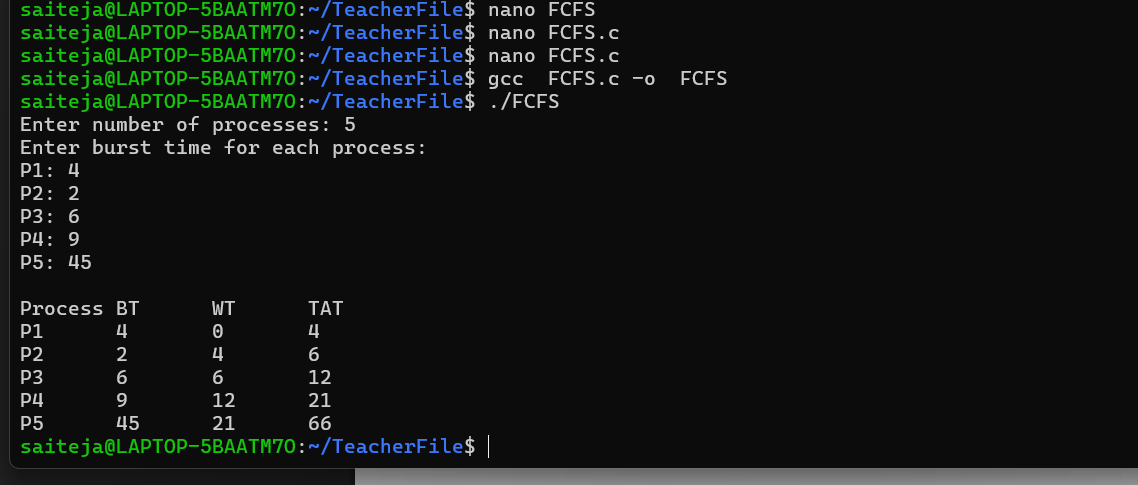 saiteja@LAPTOP-5BAATM7O:~/TeacherFile$ nano FCFS
saiteja@LAPTOP-5BAATM7O:~/TeacherFile$ nano FCFS.c
saiteja@LAPTOP-5BAATM7O:~/TeacherFile$ nano FCFS.c
saiteja@LAPTOP-5BAATM7O:~/TeacherFile$ gcc  FCFS.c -o  FCFS
saiteja@LAPTOP-5BAATM7O:~/TeacherFile$ ./FCFS
Enter number of processes: 5
Enter burst time for each process:
P1: 4
P2: 2
P3: 6
P4: 9
P5: 45

Process BT      WT      TAT
P1      4       0       4
P2      2       4       6
P3      6       6       12
P4      9       12      21
P5      45      21      66
saiteja@LAPTOP-5BAATM7O:~/TeacherFile$